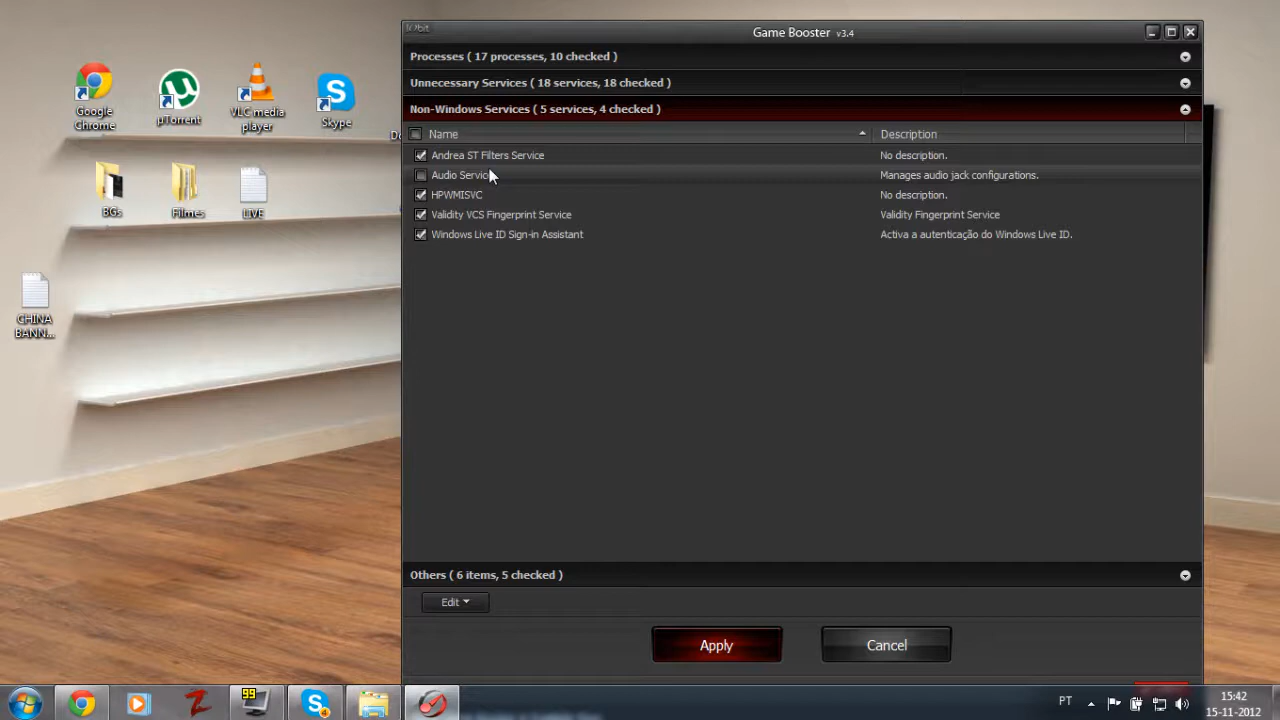 IObit
Game Booster v3.4
Processes ( 17 processes, 10 checked )
Unnecessary Services ( 18 services, 18 checked )
Non-Windows Services ( 5 services, 4 checked )
Name Description
Andrea ST Filters Service No description.
Audio Service Manages audio jack configurations.
HPWMISVC No description.
Validity VCS Fingerprint Service Validity Fingerprint Service
Windows Live ID Sign-in Assistant Activa a autenticação do Windows Live ID.
Others ( 6 items, 5 checked )
Edit
Apply Cancel
Google Chrome
µTorrent
VLC media player
Skype
BGs
Filmes
LIVE
CHINA
BANN...
99
4
PT
15:42
15-11-2012